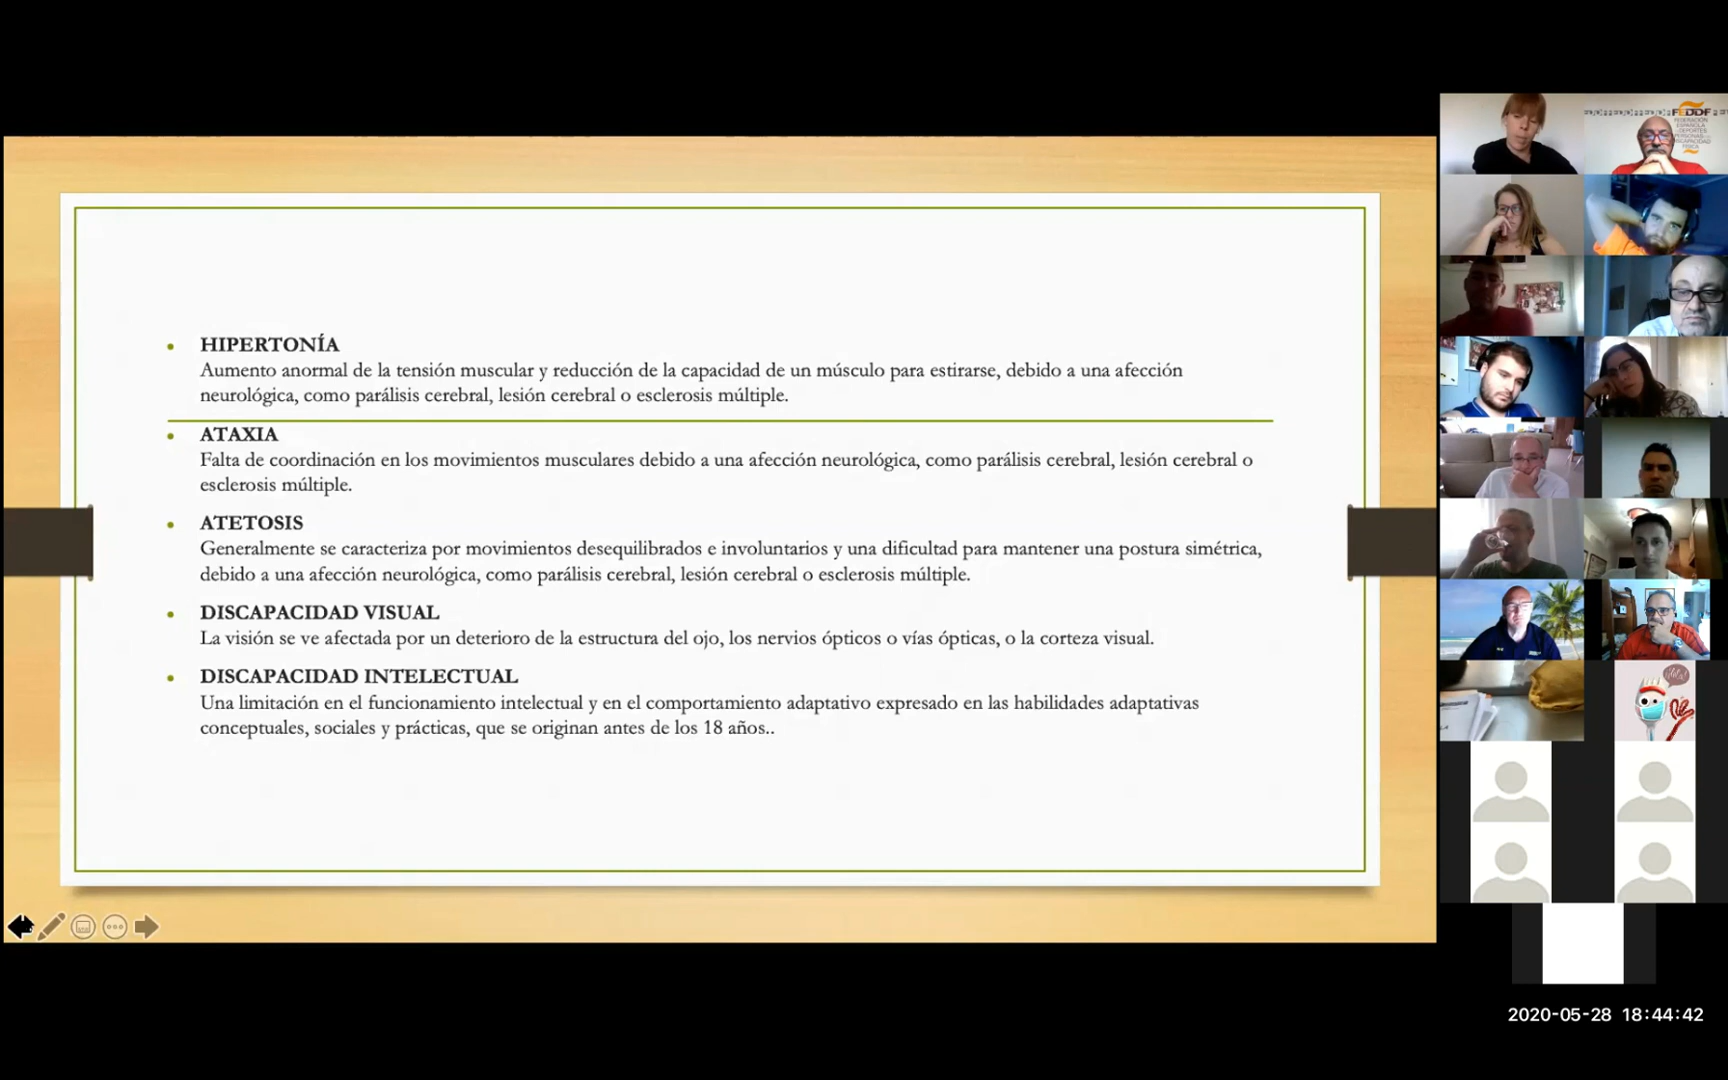 HIPERTONÍA
Aumento anormal de la tensión muscular y reducción de la capacidad de un músculo para estirarse, debido a una afección
neurológica, como parálisis cerebral, lesión cerebral o esclerosis múltiple.
ATAXIA
Falta de coordinación en los movimientos musculares debido a una afección neurológica, como parálisis cerebral, lesión cerebral o
esclerosis múltiple.
ATETOSIS
Generalmente se caracteriza por movimientos desequilibrados e involuntarios y una dificultad para mantener una postura simétrica,
debido a una afección neurológica, como parálisis cerebral, lesión cerebral o esclerosis múltiple.
DISCAPACIDAD VISUAL
La visión se ve afectada por un deterioro de la estructura del ojo, los nervios ópticos o vías ópticas, o la corteza visual.
DISCAPACIDAD INTELECTUAL
Una limitación en el funcionamiento intelectual y en el comportamiento adaptativo expresado en las habilidades adaptativas
conceptuales, sociales y prácticas, que se originan antes de los 18 años..
FEDDF
FEDERACIÓN
ESPAÑOLA
DEPORTES
PERSONAS
DISCAPACIDAD
FÍSICA
2020-05-28 18:44:42